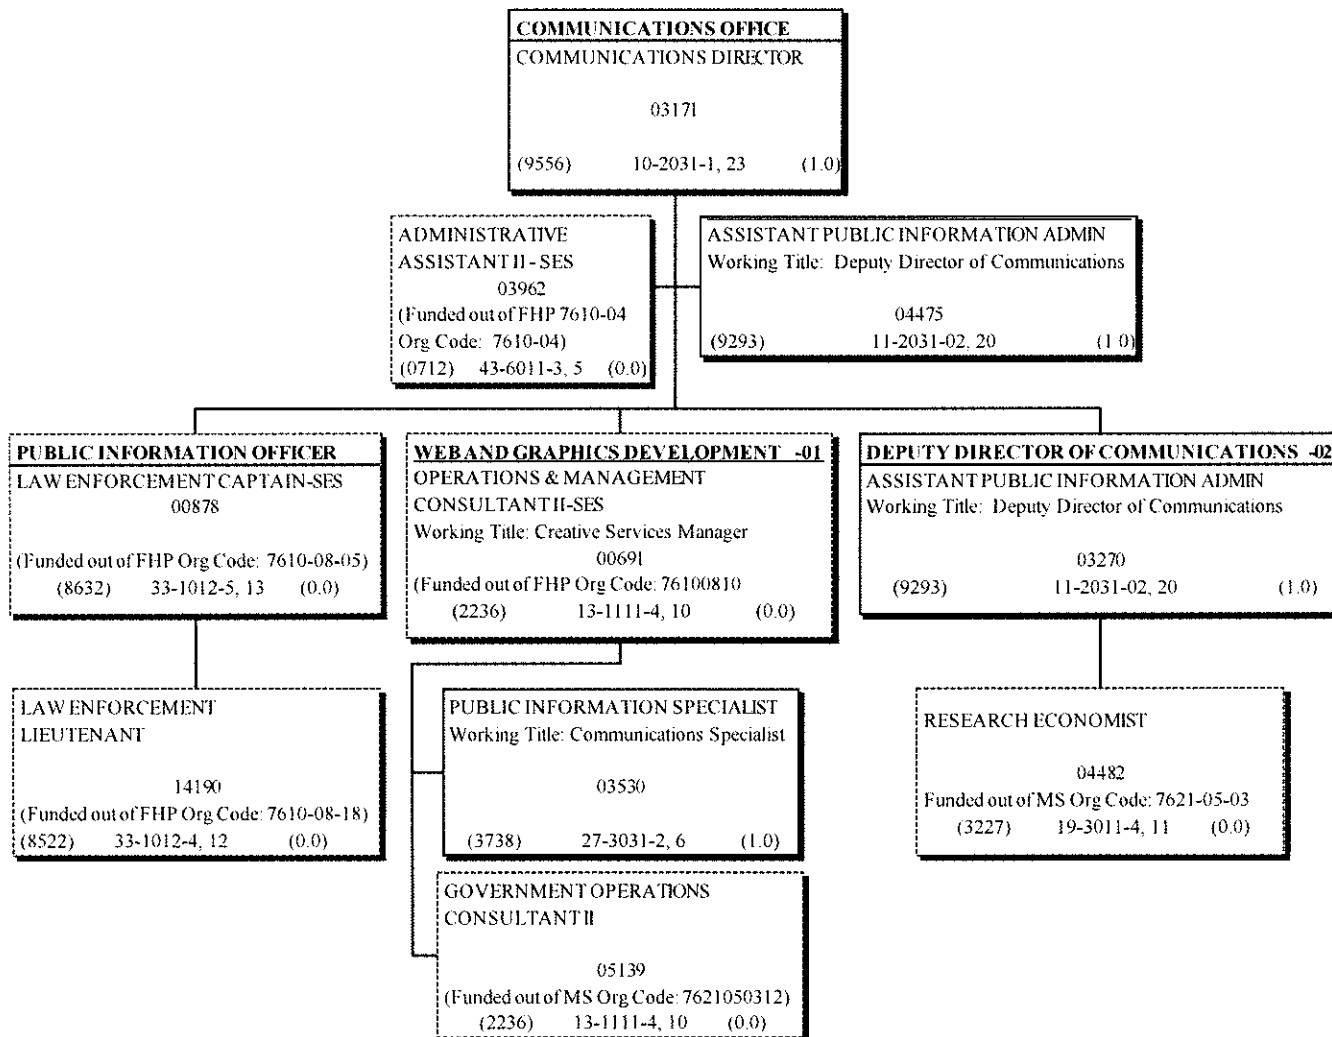 COMMUNICATIONS OFFICE
COMMUNICATIONS DIRECTOR
03171
(9556) 10-2031-1, 23 (1.0)
ADMINISTRATIVE
ASSISTANT II - SES
03962
(Funded out of FHP 7610-04
Org Code: 7610-04)
(0712) 43-6011-3, 5 (0.0)
ASSISTANT PUBLIC INFORMATION ADMIN
Working Title: Deputy Director of Communications
04475
(9293) 11-2031-02, 20 (1.0)
PUBLIC INFORMATION OFFICER
LAW ENFORCEMENT CAPTAIN-SES
00878
(Funded out of FHP Org Code: 7610-08-05)
(8632) 33-1012-5, 13 (0.0)
WEB AND GRAPHICS DEVELOPMENT -01
OPERATIONS & MANAGEMENT
CONSULTANT II-SES
Working Title: Creative Services Manager
00691
(Funded out of FHP Org Code: 76100810
(2236) 13-1111-4, 10 (0.0)
DEPUTY DIRECTOR OF COMMUNICATIONS -02
ASSISTANT PUBLIC INFORMATION ADMIN
Working Title: Deputy Director of Communications
03270
(9293) 11-2031-02, 20 (1.0)
LAW ENFORCEMENT
LIEUTENANT
14190
(Funded out of FHP Org Code: 7610-08-18)
(8522) 33-1012-4, 12 (0.0)
PUBLIC INFORMATION SPECIALIST
Working Title: Communications Specialist
03530
(3738) 27-3031-2, 6 (1.0)
RESEARCH ECONOMIST
04482
Funded out of MS Org Code: 7621-05-03
(3227) 19-3011-4, 11 (0.0)
GOVERNMENT OPERATIONS
CONSULTANT II
05139
(Funded out of MS Org Code: 7621050312)
(2236) 13-1111-4, 10 (0.0)